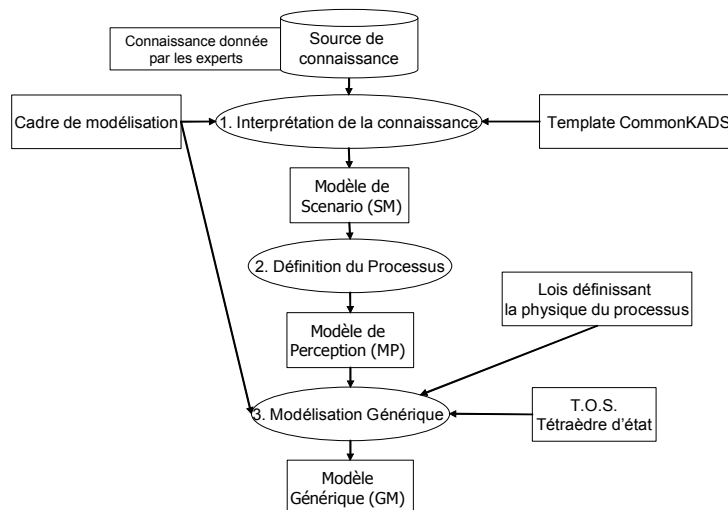 Connaissance donnée
par les experts
Source de
connaissance
Cadre de modélisation
1. Interprétation de la connaissance
Template CommonKADS
Modèle de
Scenario (SM)
2. Définition du Processus
Lois définissant
la physique du processus
Modèle de
Perception (MP)
3. Modélisation Générique
T.O.S.
Tétraèdre d'état
Modèle
Générique (GM)